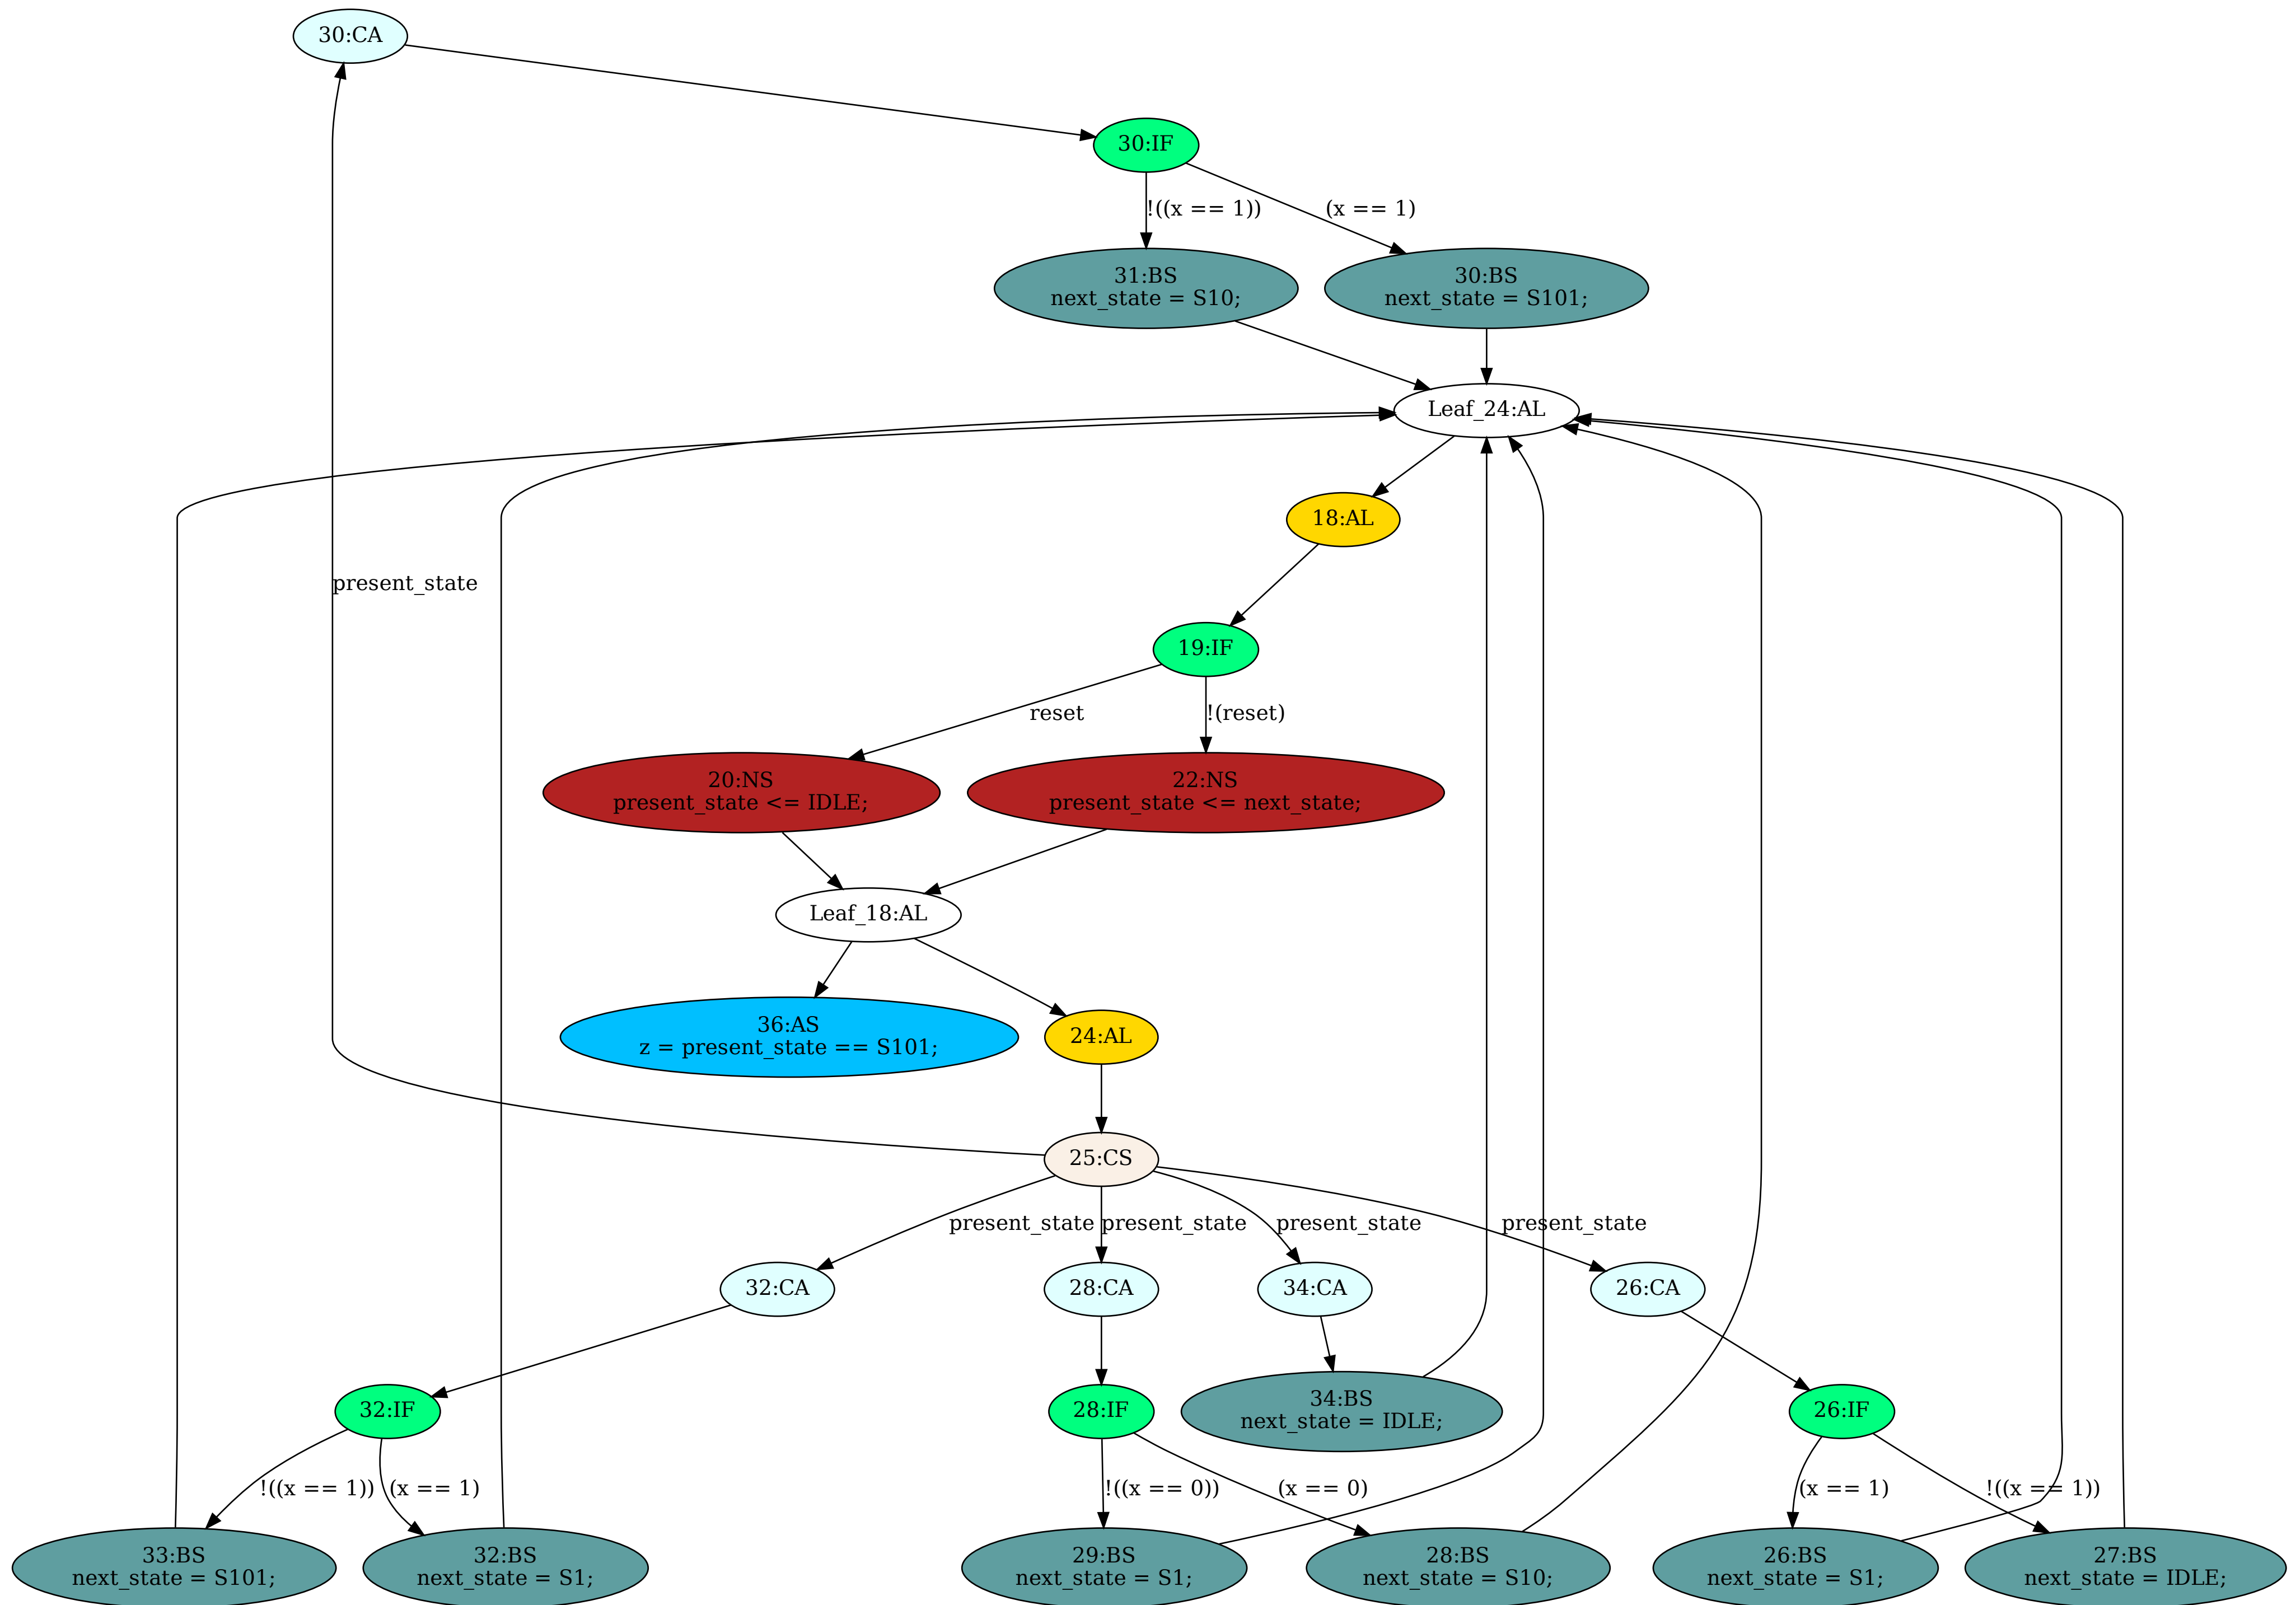 30:CA
30:IF
!((x == 1))
(x == 1)
31:BS
next_state = S10;
30:BS
next_state = S101;
Leaf_24:AL
18:AL
present_state
19:IF
reset
!(reset)
20:NS
present_state <= IDLE;
22:NS
present_state <= next_state;
Leaf_18:AL
36:AS
z = present_state == S101;
24:AL
25:CS
present_state
present_state
present_state
present_state
32:CA
28:CA
34:CA
26:CA
32:IF
28:IF
34:BS
next_state = IDLE;
26:IF
!((x == 1))
(x == 1)
!((x == 0))
(x == 0)
(x == 1)
!((x == 1))
33:BS
next_state = S101;
32:BS
next_state = S1;
29:BS
next_state = S1;
28:BS
next_state = S10;
26:BS
next_state = S1;
27:BS
next_state = IDLE;